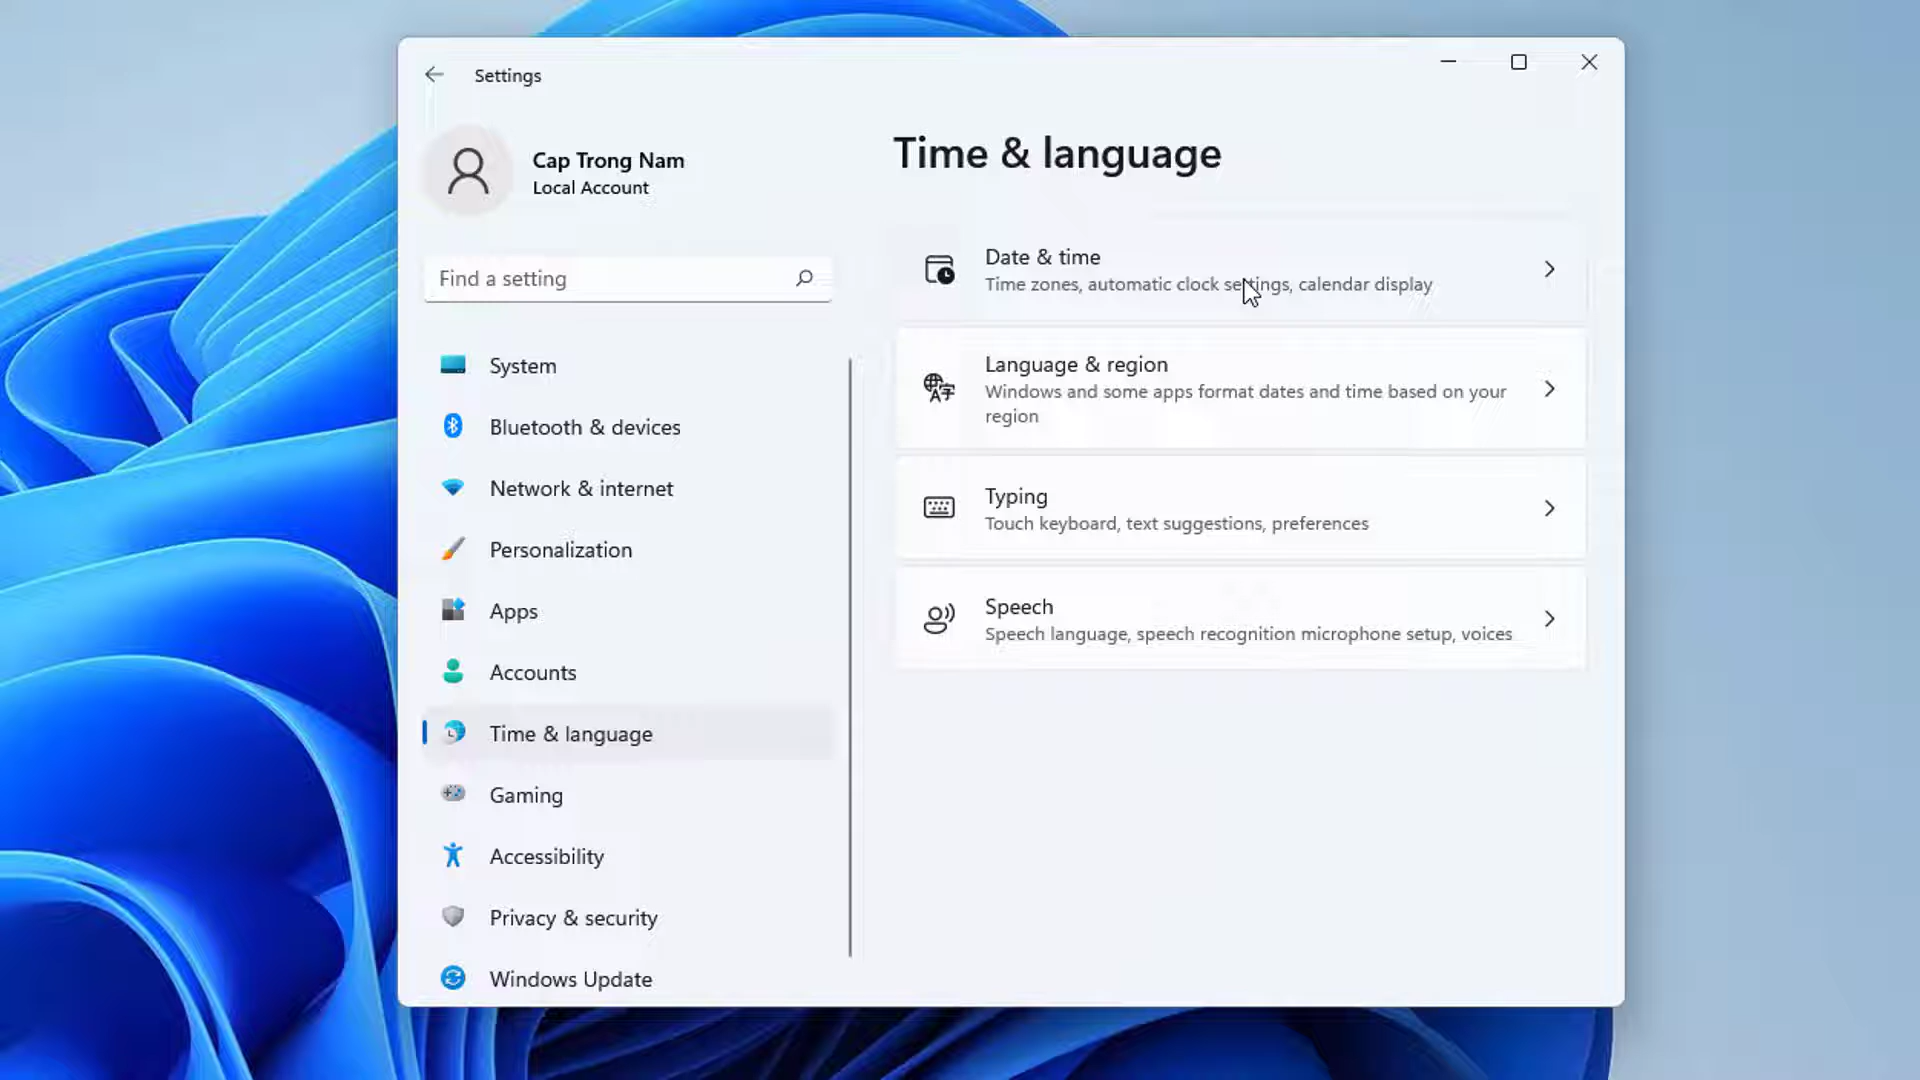 Settings
Cap Trong Nam
Local Account
Find a setting
System
Bluetooth & devices
Network & internet
Personalization
Apps
Accounts
Time & language
Gaming
Accessibility
Privacy & security
Windows Update
Time & language
Date & time
Time zones, automatic clock settings, calendar display
Language & region
Windows and some apps format dates and time based on your
region
Typing
Touch keyboard, text suggestions, preferences
Speech
Speech language, speech recognition microphone setup, voices